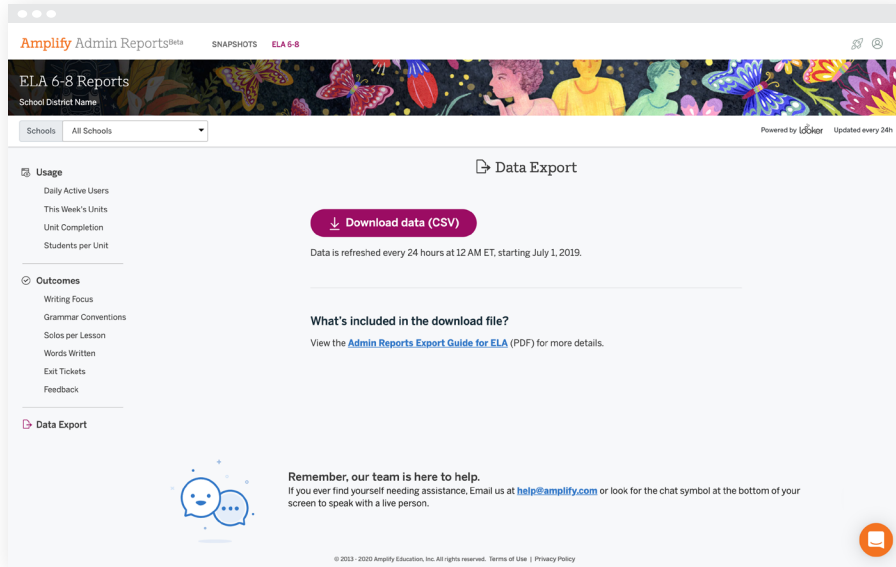 Amplify Admin Reports Beta SNAPSHOTS ELA 6-8
ELA 6-8 Reports
School District Name
Schools All Schools
Powered by looker Updated every 24h
Usage
Daily Active Users
This Week's Units
Unit Completion
Students per Unit
Outcomes
Writing Focus
Grammar Conventions
Solos per Lesson
Words Written
Exit Tickets
Feedback
Data Export
Data Export
Download data (CSV)
Data is refreshed every 24 hours at 12 AM ET, starting July 1, 2019.
What's included in the download file?
View the Admin Reports Export Guide for ELA (PDF) for more details.
Remember, our team is here to help.
If you ever find yourself needing assistance, Email us at help@amplify.com or look for the chat symbol at the bottom of your
screen to speak with a live person.
© 2013 - 2020 Amplify Education, Inc. All rights reserved. Terms of Use | Privacy Policy